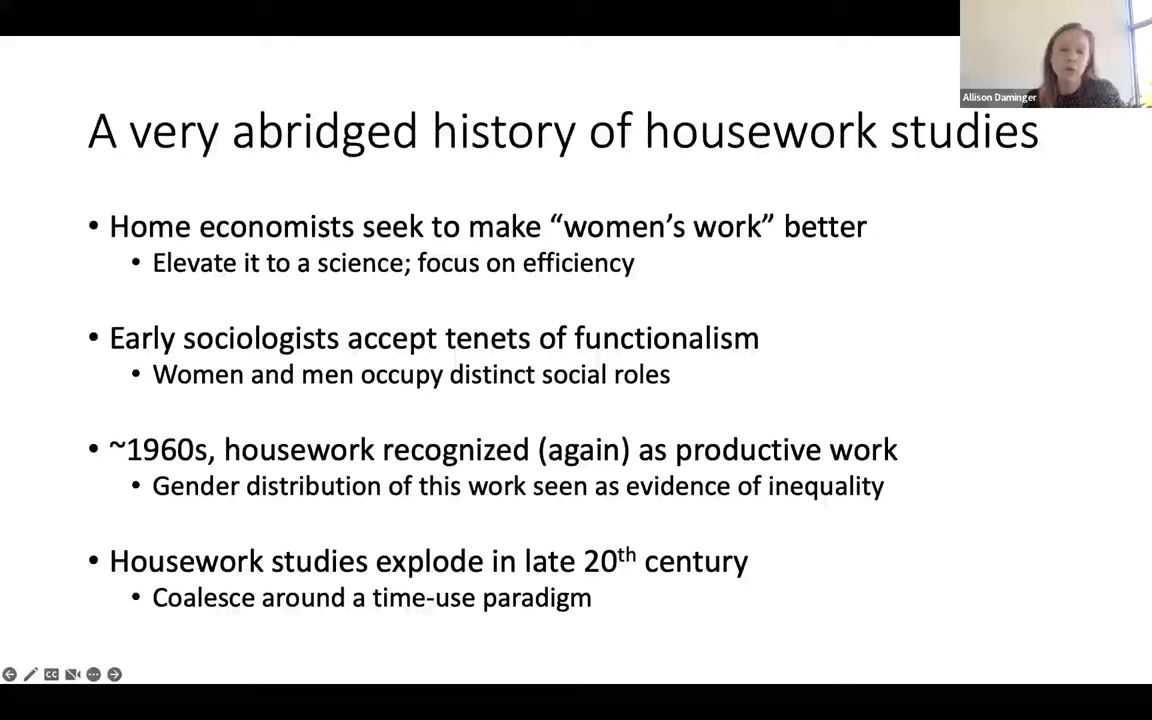 Allison Daminger
A very abridged history of housework studies
• Home economists seek to make “women’s work” better
• Elevate it to a science; focus on efficiency
• Early sociologists accept tenets of functionalism
• Women and men occupy distinct social roles
• ~1960s, housework recognized (again) as productive work
• Gender distribution of this work seen as evidence of inequality
• Housework studies explode in late 20th century
• Coalesce around a time-use paradigm
CC